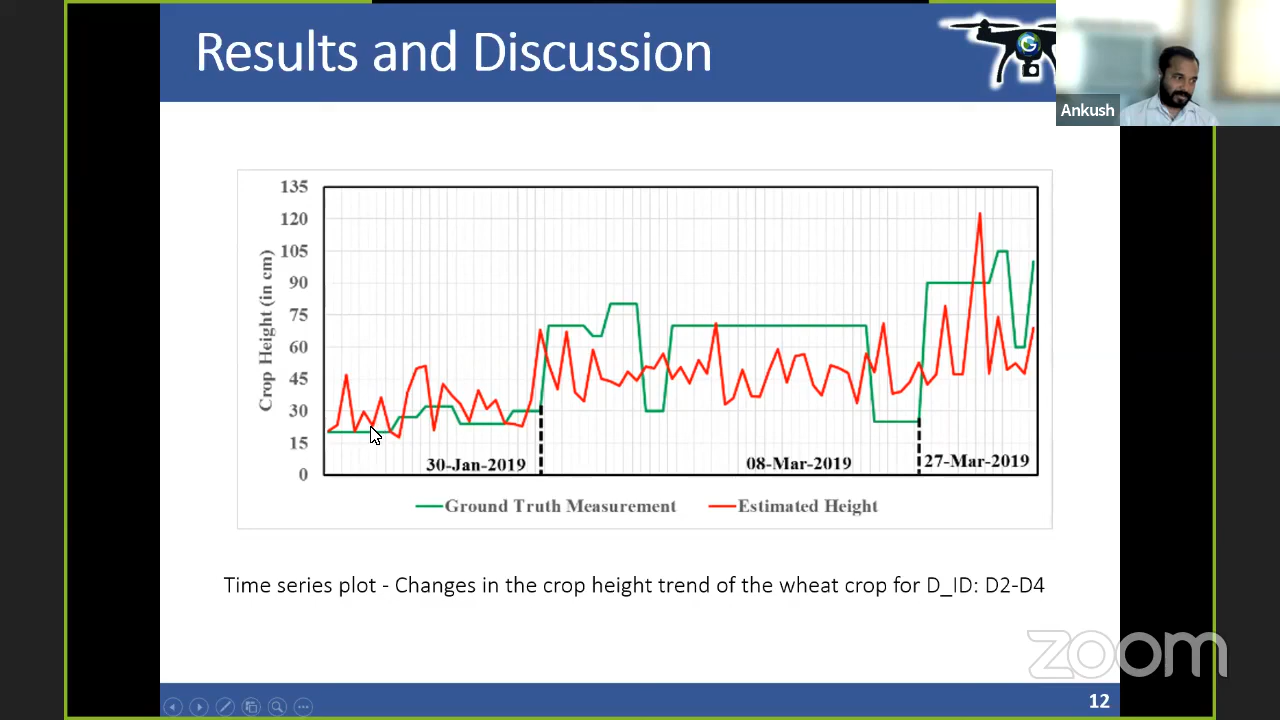 Results and Discussion
G
Ankush
135
120
105
90
75
60
45
30
15
0
Crop Height (in cm)
30-Jan-2019
08-Mar-2019
27-Mar-2019
Ground Truth Measurement
Estimated Height
Time series plot - Changes in the crop height trend of the wheat crop for D_ID: D2-D4
zoom
12